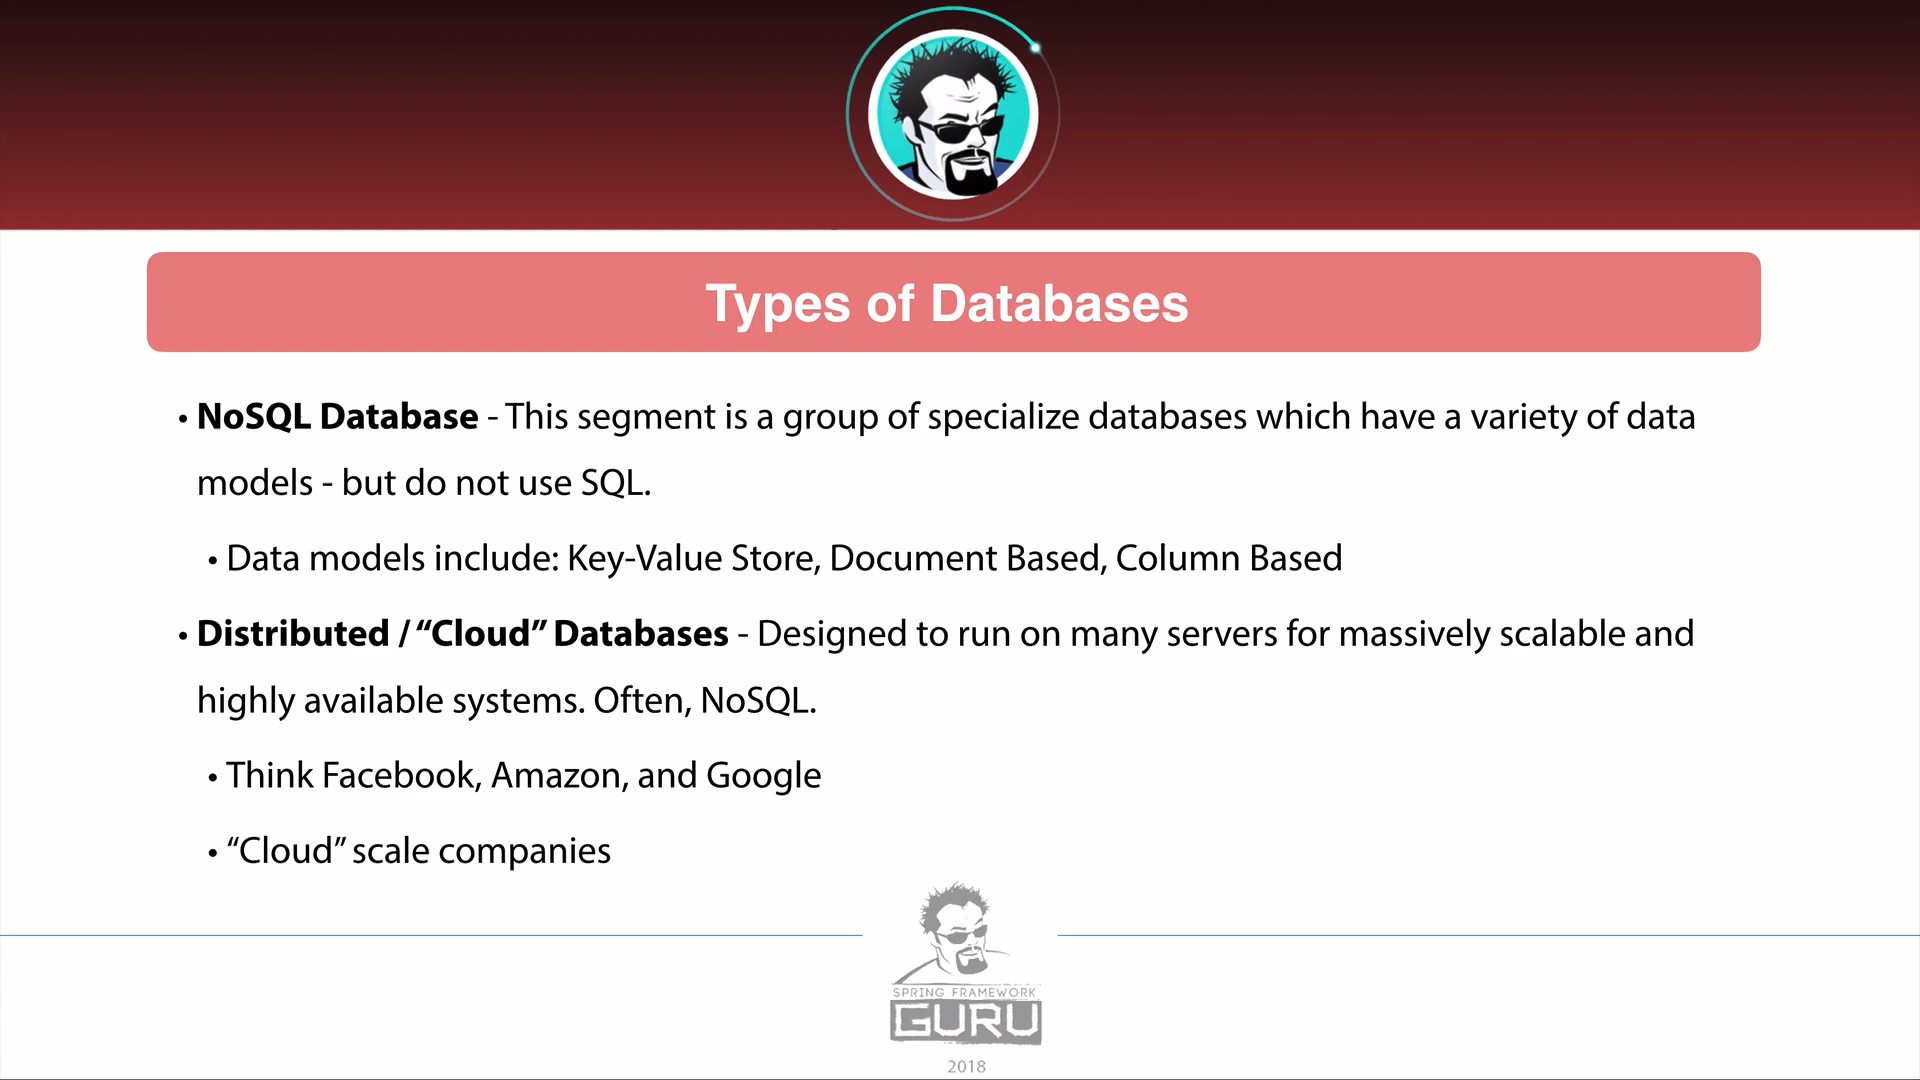 Types of Databases
• NoSQL Database - This segment is a group of specialize databases which have a variety of data
models - but do not use SQL.
• Data models include: Key-Value Store, Document Based, Column Based
• Distributed / “Cloud” Databases - Designed to run on many servers for massively scalable and
highly available systems. Often, NoSQL.
• Think Facebook, Amazon, and Google
• “Cloud” scale companies
SPRING FRAMEWORK
GURU
2018